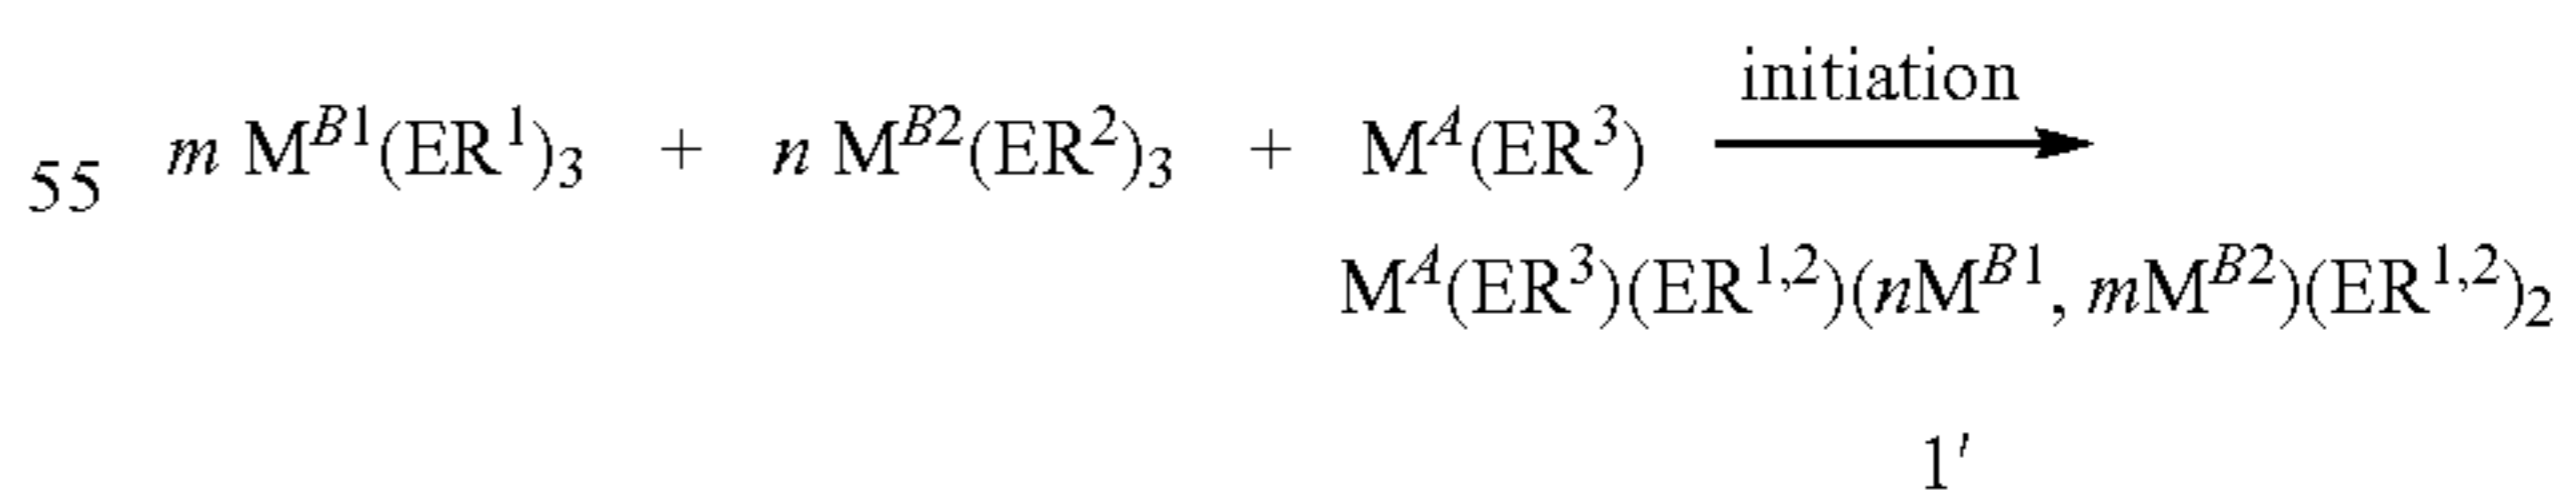 initiation
55 m M^{B1}(ER^1)_3 + n M^{B2}(ER^2)_3 + M^A(ER^3)
M^A(ER^3)(ER^{1,2})(nM^{B1}, mM^{B2})(ER^{1,2})_2
1′